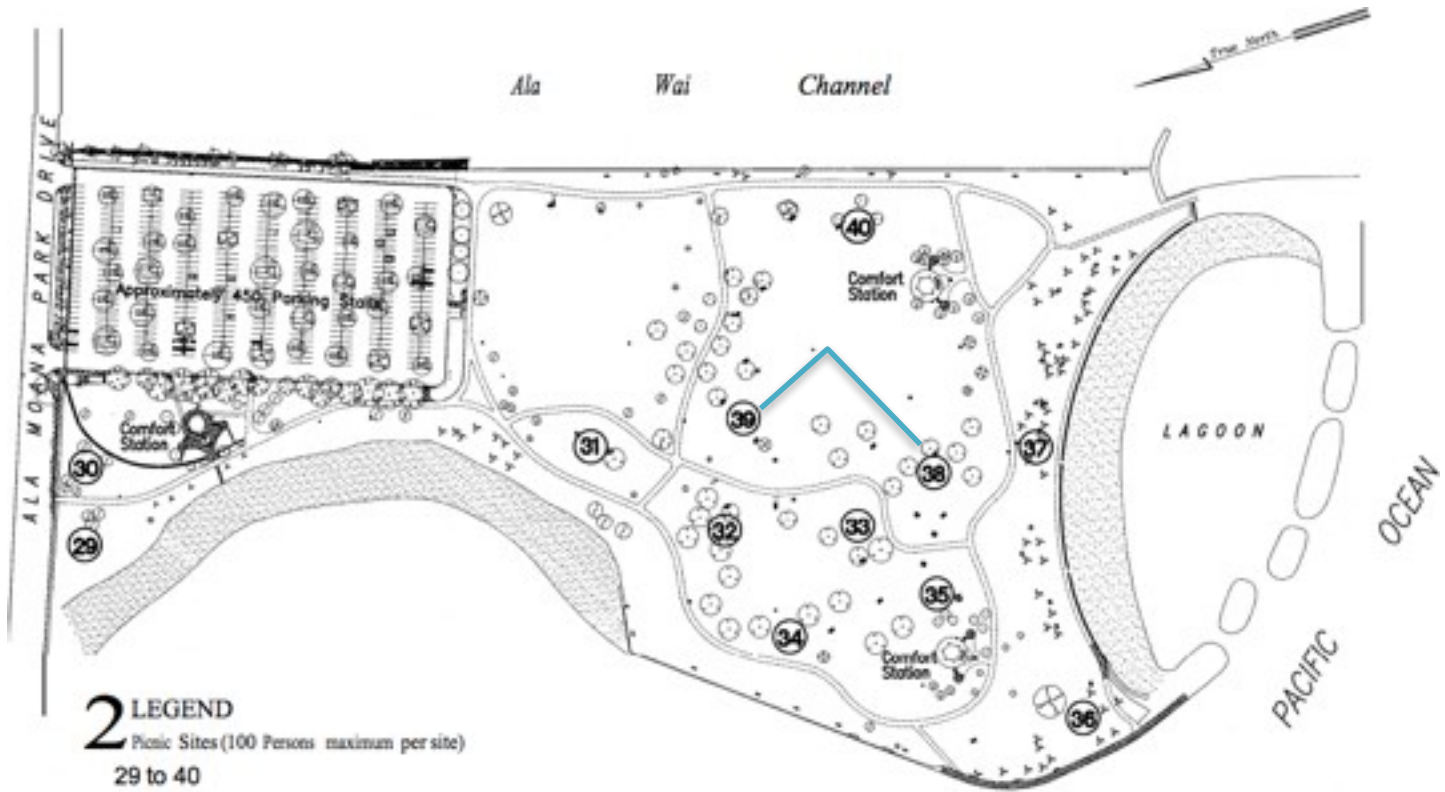 True North
Ala Wai Channel
ALA MOANA PARK DRIVE
Approximately 450 Parking Stalls
40
Comfort
Station
39
Comfort
Station
31
37
LAGOON
30
38
29
32
33
OCEAN
35
34
Comfort
Station
PACIFIC
36
2 LEGEND
Picnic Sites (100 Persons maximum per site)
29 to 40